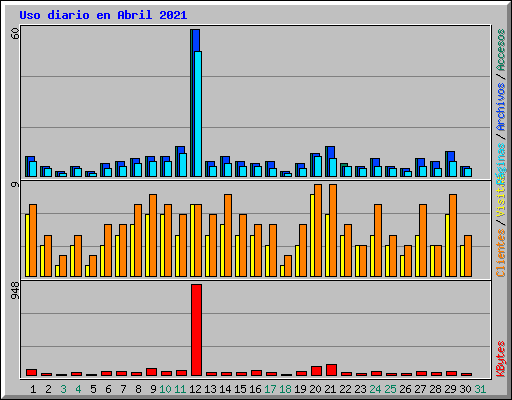 Uso diario en Abril 2021
60
9
948
Accesos / Archivos / Páginas
Visitas / Clientes
KBytes
1 2 3 4 5 6 7 8 9 10 11 12 13 14 15 16 17 18 19 20 21 22 23 24 25 26 27 28 29 30 31